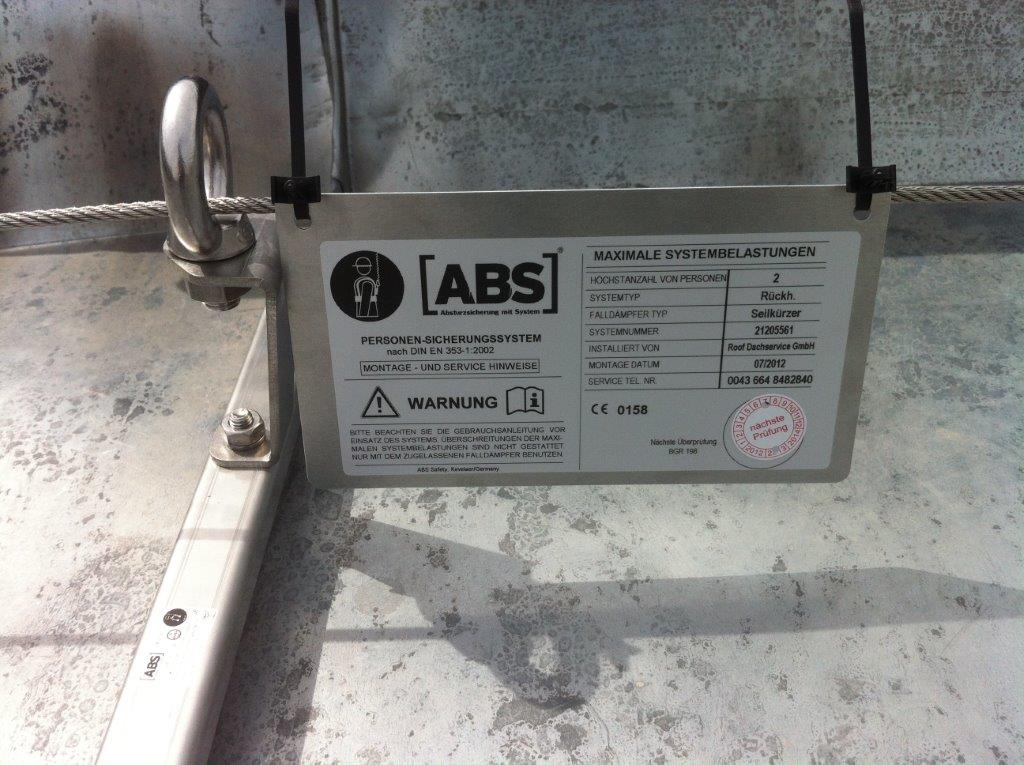 [ABS]®
Absturzsicherung mit System
PERSONEN-SICHERUNGSSYSTEM
nach DIN EN 353-1:2002
MONTAGE - UND SERVICE HINWEISE
WARNUNG
BITTE BEACHTEN SIE DIE GEBRAUCHSANLEITUNG VOR
EINSATZ DES SYSTEMS. ÜBERSCHREITUNGEN DER MAXI-
MALEN SYSTEMBELASTUNGEN SIND NICHT GESTATTET.
NUR MIT DEM ZUGELASSENEN FALLDÄMPFER BENUTZEN.
ABS Safety, Kevelaer/Germany
MAXIMALE SYSTEMBELASTUNGEN
HÖCHSTANZAHL VON PERSONEN 2
SYSTEMTYP Rückh.
FALLDÄMPFER TYP Seilkürzer
SYSTEMNUMMER 21205561
INSTALLIERT VON Roof Dachservice GmbH
MONTAGE DATUM 07/2012
SERVICE TEL. NR. 0043 664 8482840
CE 0158
Nächste Überprüfung
BGR 198
nächste
Prüfung
[ABS]